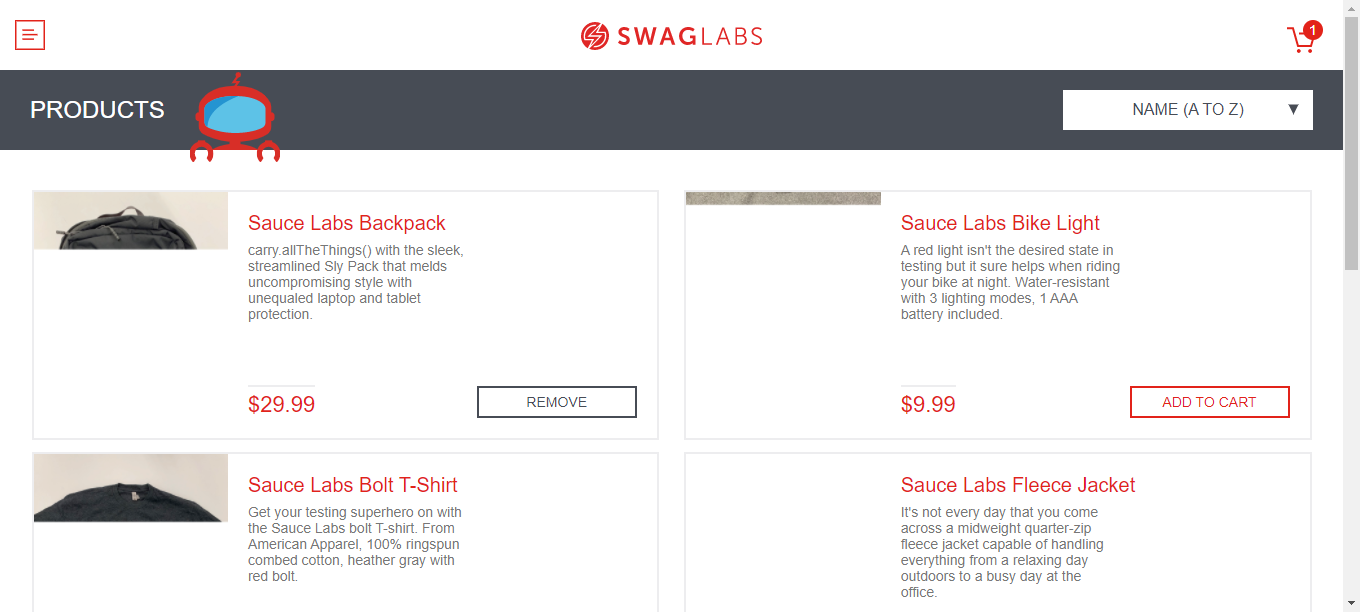 SWAGLABS
1
PRODUCTS
NAME (A TO Z)
Sauce Labs Backpack
carry.allTheThings() with the sleek,
streamlined Sly Pack that melds
uncompromising style with
unequaled laptop and tablet
protection.
$29.99
REMOVE
Sauce Labs Bike Light
A red light isn't the desired state in
testing but it sure helps when riding
your bike at night. Water-resistant
with 3 lighting modes, 1 AAA
battery included.
$9.99
ADD TO CART
Sauce Labs Bolt T-Shirt
Get your testing superhero on with
the Sauce Labs bolt T-shirt. From
American Apparel, 100% ringspun
combed cotton, heather gray with
red bolt.
Sauce Labs Fleece Jacket
It's not every day that you come
across a midweight quarter-zip
fleece jacket capable of handling
everything from a relaxing day
outdoors to a busy day at the
office.